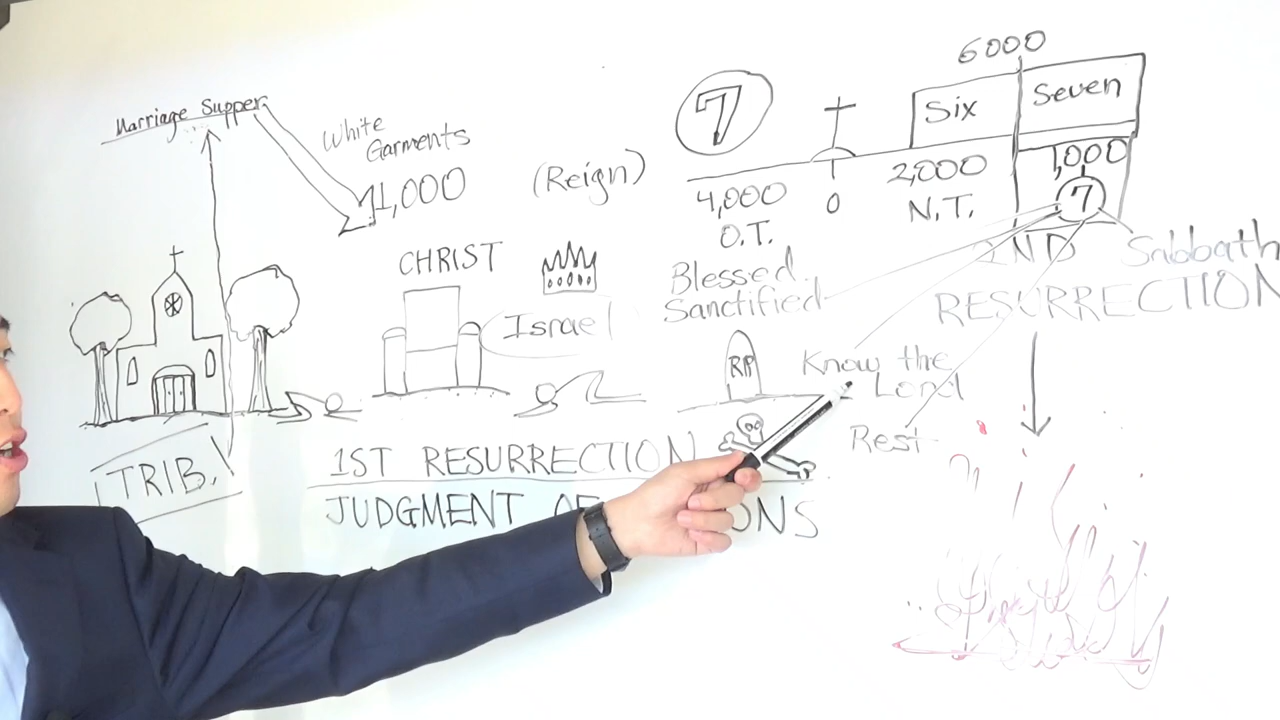 Marriage Supper
White
Garments
1,000
(Reign)
CHRIST
Israel
TRIB.
1ST RESURRECTION
JUDGMENT
ONS
7
4,000
O.T.
0
2,000
N.T.
6000
Six
Seven
1,000
7
Blessed
Sanctified
RIP
Know the
Lord
Rest
Sabbath
2ND
RESURRECTION